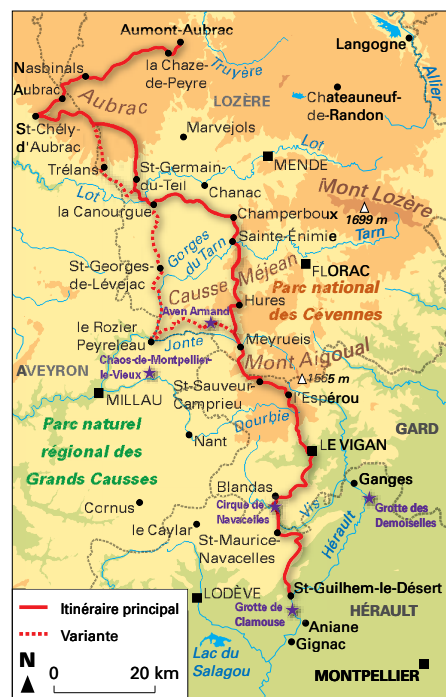 Aumont-Aubrac
Langogne
Nasbinals
la Chaze-
de-Peyre
Truyère
Allier
Aubrac
Aubrac
LOZÈRE
Chateauneuf-
de-Randon
St-Chély-
d'Aubrac
Marvejols
Lot
MENDE
Trélans
St-Germain-
du-Teil
Chanac
Mont Lozère
Lot
la Canourgue
Champerboux
1699 m
Sainte-Énimie
Tarn
Gorges
du Tarn
St-Georges-
de-Lévejac
FLORAC
Causse Méjean
Parc national
des Cévennes
Hures
Aven Armand
le Rozier
Peyreleau
Jonte
Meyrueis
Chaos-de-Montpellier-
le-Vieux
Mont Aigoual
AVEYRON
1565 m
St-Sauveur-
Camprieu
l'Espérou
MILLAU
Dourbie
Parc naturel
régional des
Grands Causses
GARD
Nant
LE VIGAN
Blandas
Ganges
Cirque de
Navacelles
Vis
Cornus
Grotte des
Demoiselles
le Caylar
Hérault
St-Maurice-
Navacelles
LODÈVE
St-Guilhem-le-Désert
Grotte de
Clamouse
HÉRAULT
Itinéraire principal
Variante
Aniane
Lac du
Salagou
Gignac
N
0 20 km
MONTPELLIER